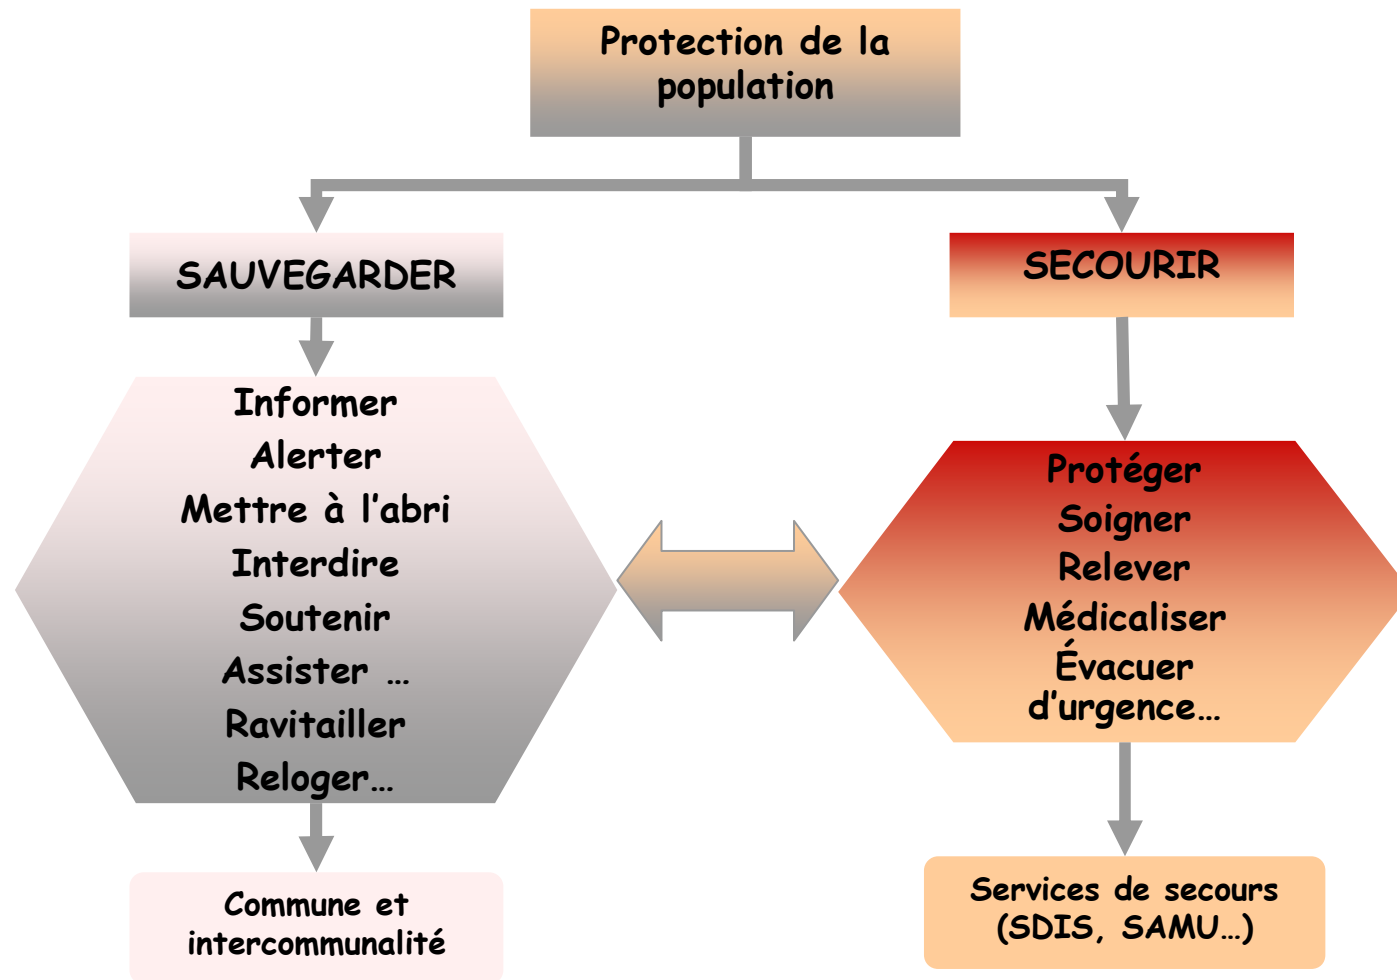 Protection de la
population
SAUVEGARDER
SECOURIR
Informer
Alerter
Mettre à l'abri
Interdire
Soutenir
Assister …
Ravitailler
Reloger…
Protéger
Soigner
Relever
Médicaliser
Évacuer
d'urgence…
Commune et
intercommunalité
Services de secours
(SDIS, SAMU…)